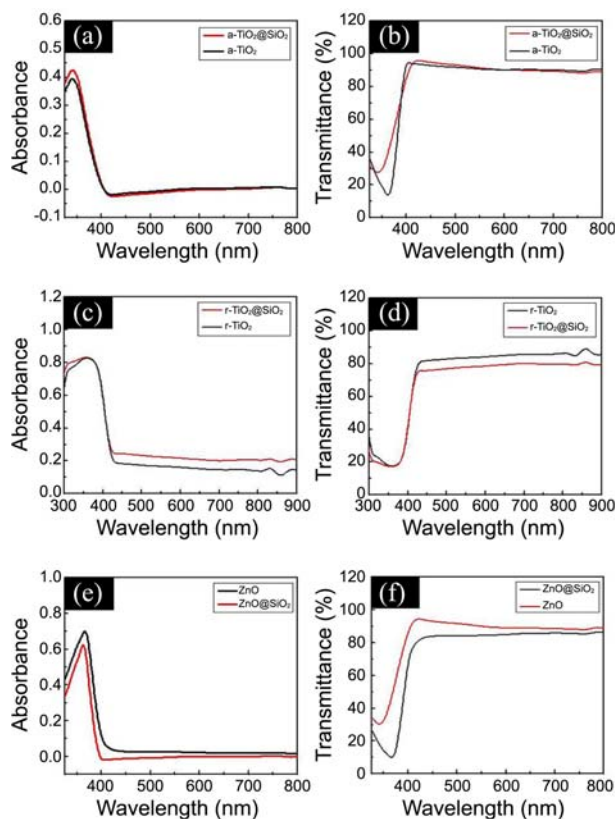 (a)
a-TiO₂@SiO₂
a-TiO₂
Absorbance
0.5
0.4
0.3
0.2
0.1
0.0
-0.1
400 500 600 700 800
Wavelength (nm)
(b)
a-TiO₂@SiO₂
a-TiO₂
Transmittance (%)
120
100
80
60
40
20
0
400 500 600 700 800
Wavelength (nm)
(c)
r-TiO₂@SiO₂
r-TiO₂
Absorbance
1.2
0.8
0.4
0.2
0.0
300 400 500 600 700 800 900
Wavelength (nm)
(d)
r-TiO₂
r-TiO₂@SiO₂
Transmittance (%)
120
100
80
60
40
20
0
300 400 500 600 700 800 900
Wavelength (nm)
(e)
ZnO
ZnO@SiO₂
Absorbance
1.0
0.8
0.6
0.4
0.2
0.0
400 500 600 700 800
Wavelength (nm)
(f)
ZnO@SiO₂
ZnO
Transmittance (%)
120
100
80
60
40
20
0
400 500 600 700 800
Wavelength (nm)